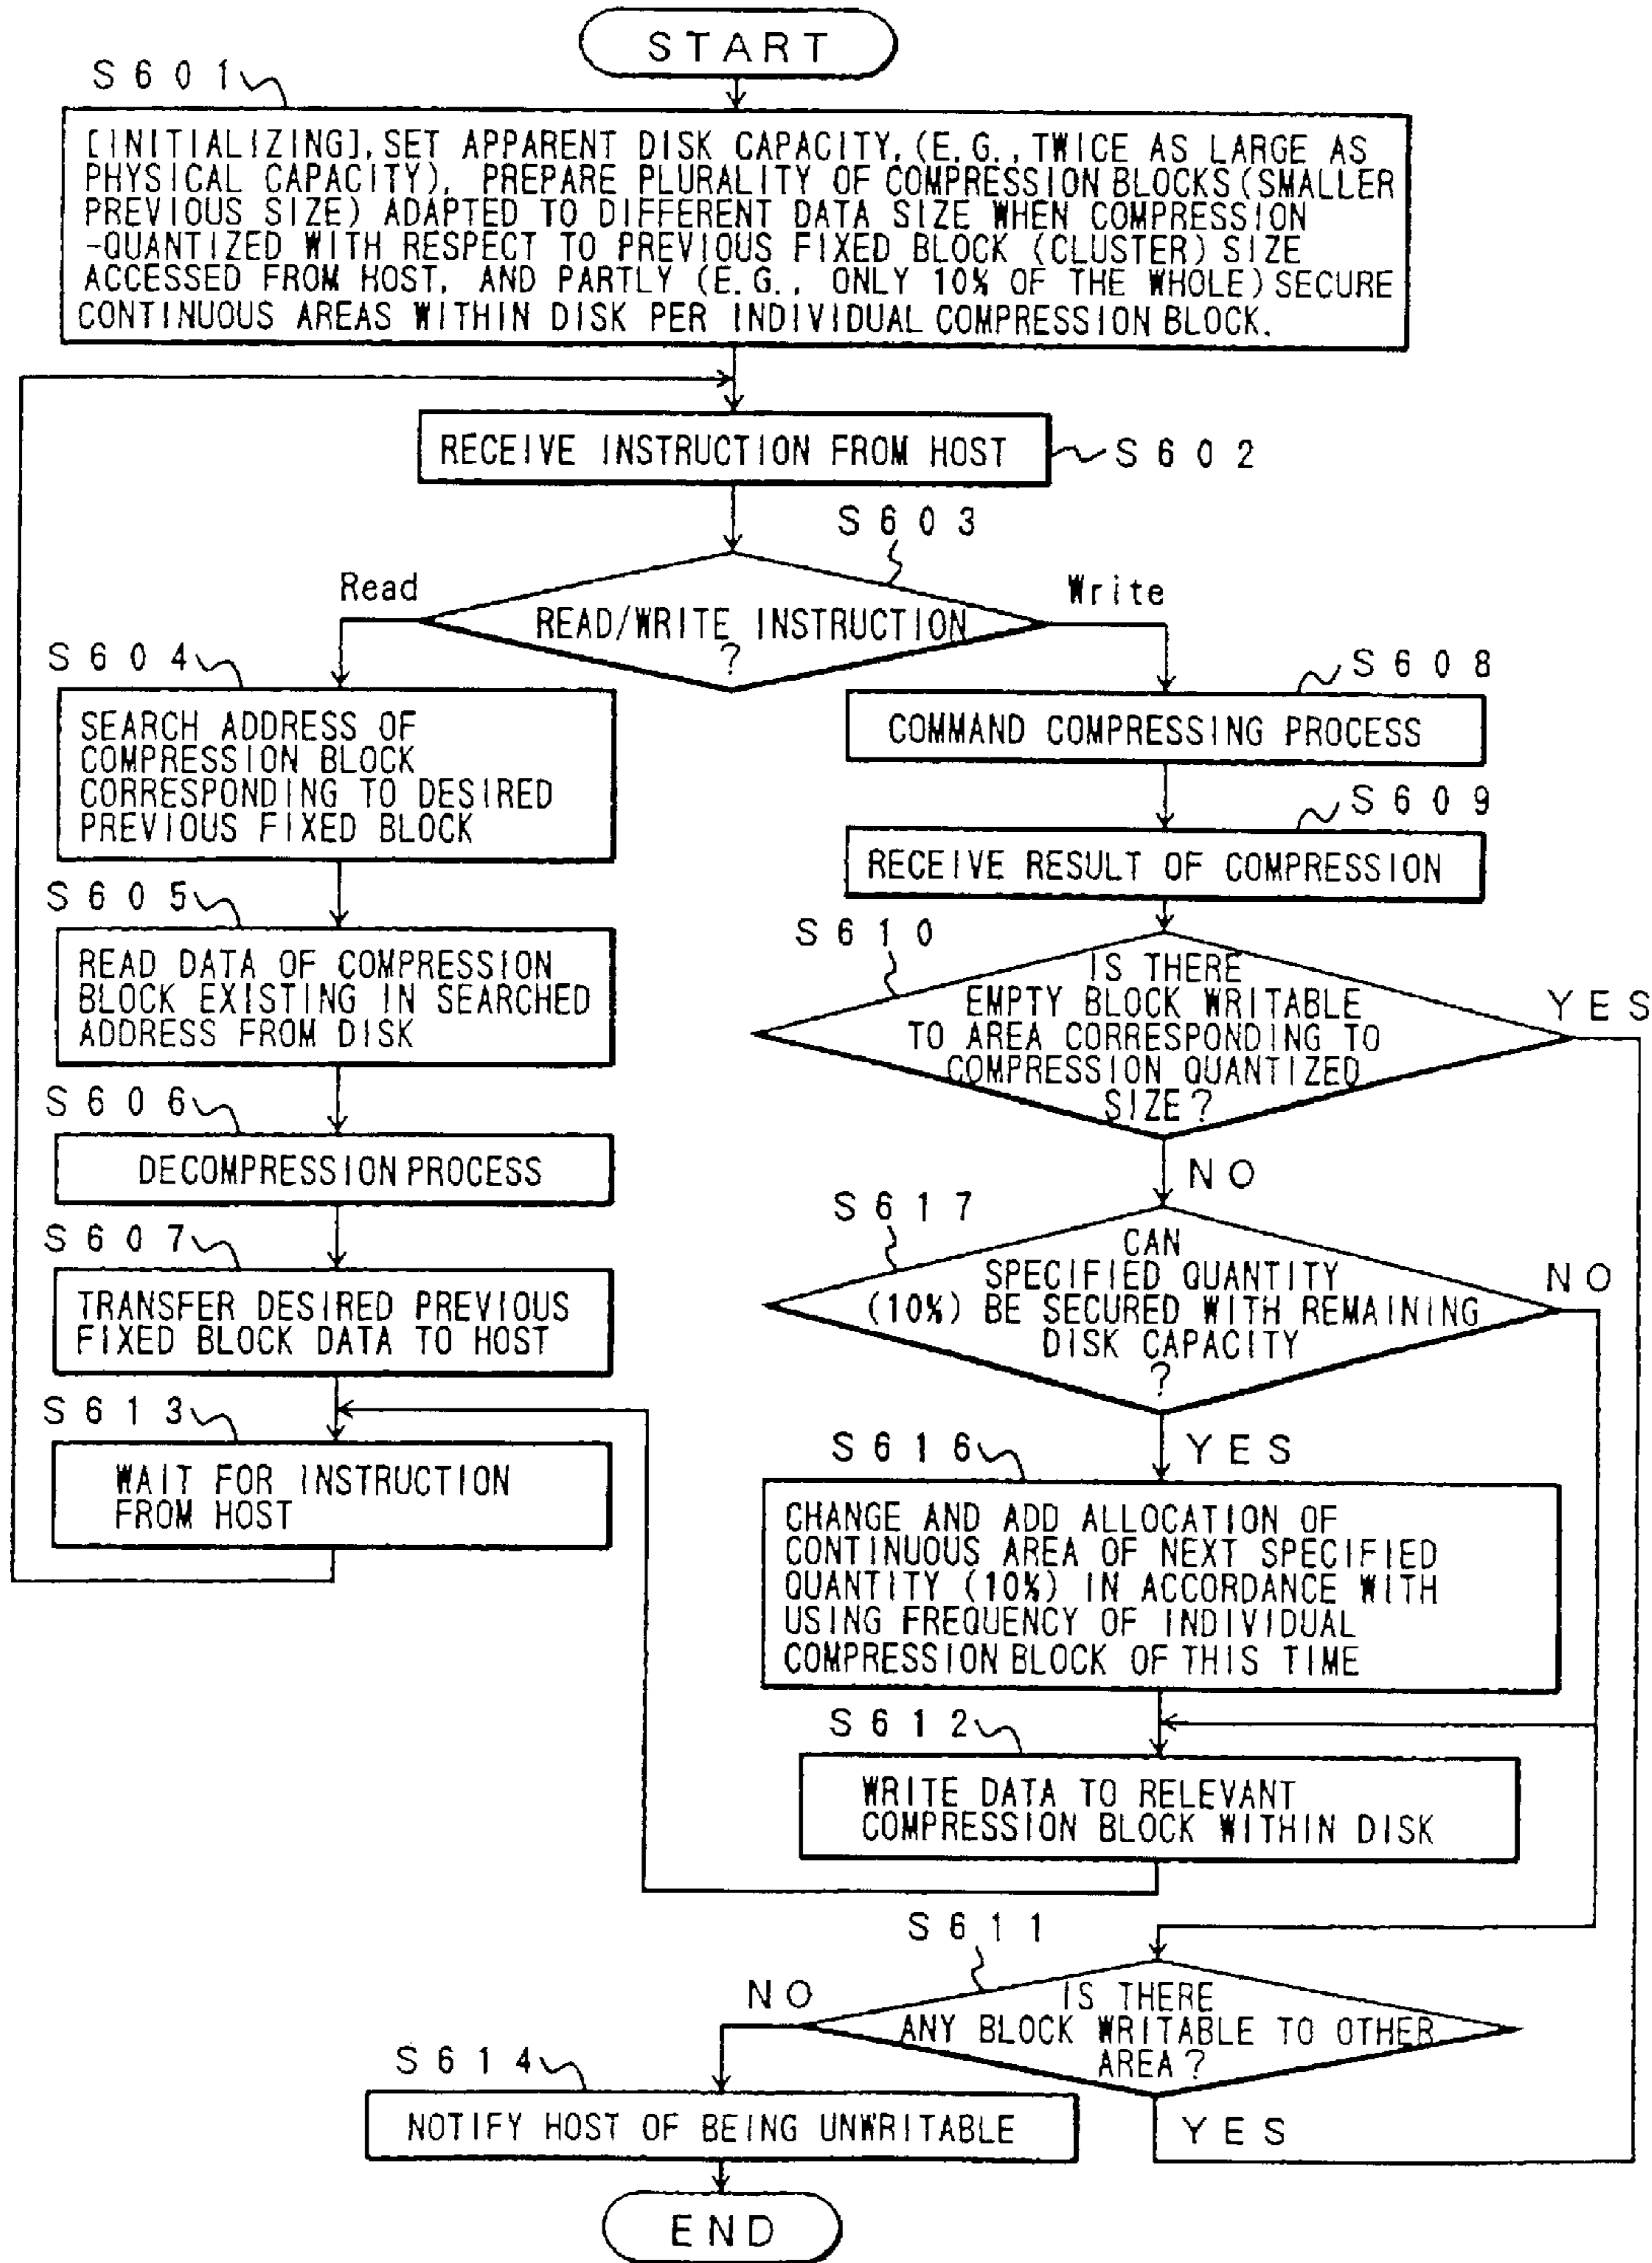 START
S601
[INITIALIZING], SET APPARENT DISK CAPACITY, (E.G., TWICE AS LARGE AS
PHYSICAL CAPACITY), PREPARE PLURALITY OF COMPRESSION BLOCKS (SMALLER
PREVIOUS SIZE) ADAPTED TO DIFFERENT DATA SIZE WHEN COMPRESSION
-QUANTIZED WITH RESPECT TO PREVIOUS FIXED BLOCK (CLUSTER) SIZE
ACCESSED FROM HOST, AND PARTLY (E.G., ONLY 10% OF THE WHOLE) SECURE
CONTINUOUS AREAS WITHIN DISK PER INDIVIDUAL COMPRESSION BLOCK.
RECEIVE INSTRUCTION FROM HOST
S602
S603
Read
Write
READ/WRITE INSTRUCTION
?
S604
SEARCH ADDRESS OF
COMPRESSION BLOCK
CORRESPONDING TO DESIRED
PREVIOUS FIXED BLOCK
S605
READ DATA OF COMPRESSION
BLOCK EXISTING IN SEARCHED
ADDRESS FROM DISK
S606
DECOMPRESSION PROCESS
S607
TRANSFER DESIRED PREVIOUS
FIXED BLOCK DATA TO HOST
S613
WAIT FOR INSTRUCTION
FROM HOST
S608
COMMAND COMPRESSING PROCESS
S609
RECEIVE RESULT OF COMPRESSION
S610
IS THERE
EMPTY BLOCK WRITABLE
TO AREA CORRESPONDING TO
COMPRESSION QUANTIZED
SIZE?
YES
NO
S617
CAN
SPECIFIED QUANTITY
(10%) BE SECURED WITH REMAINING
DISK CAPACITY
?
NO
YES
S616
CHANGE AND ADD ALLOCATION OF
CONTINUOUS AREA OF NEXT SPECIFIED
QUANTITY (10%) IN ACCORDANCE WITH
USING FREQUENCY OF INDIVIDUAL
COMPRESSION BLOCK OF THIS TIME
S612
WRITE DATA TO RELEVANT
COMPRESSION BLOCK WITHIN DISK
S611
IS THERE
ANY BLOCK WRITABLE TO OTHER
AREA?
NO
YES
S614
NOTIFY HOST OF BEING UNWRITABLE
END